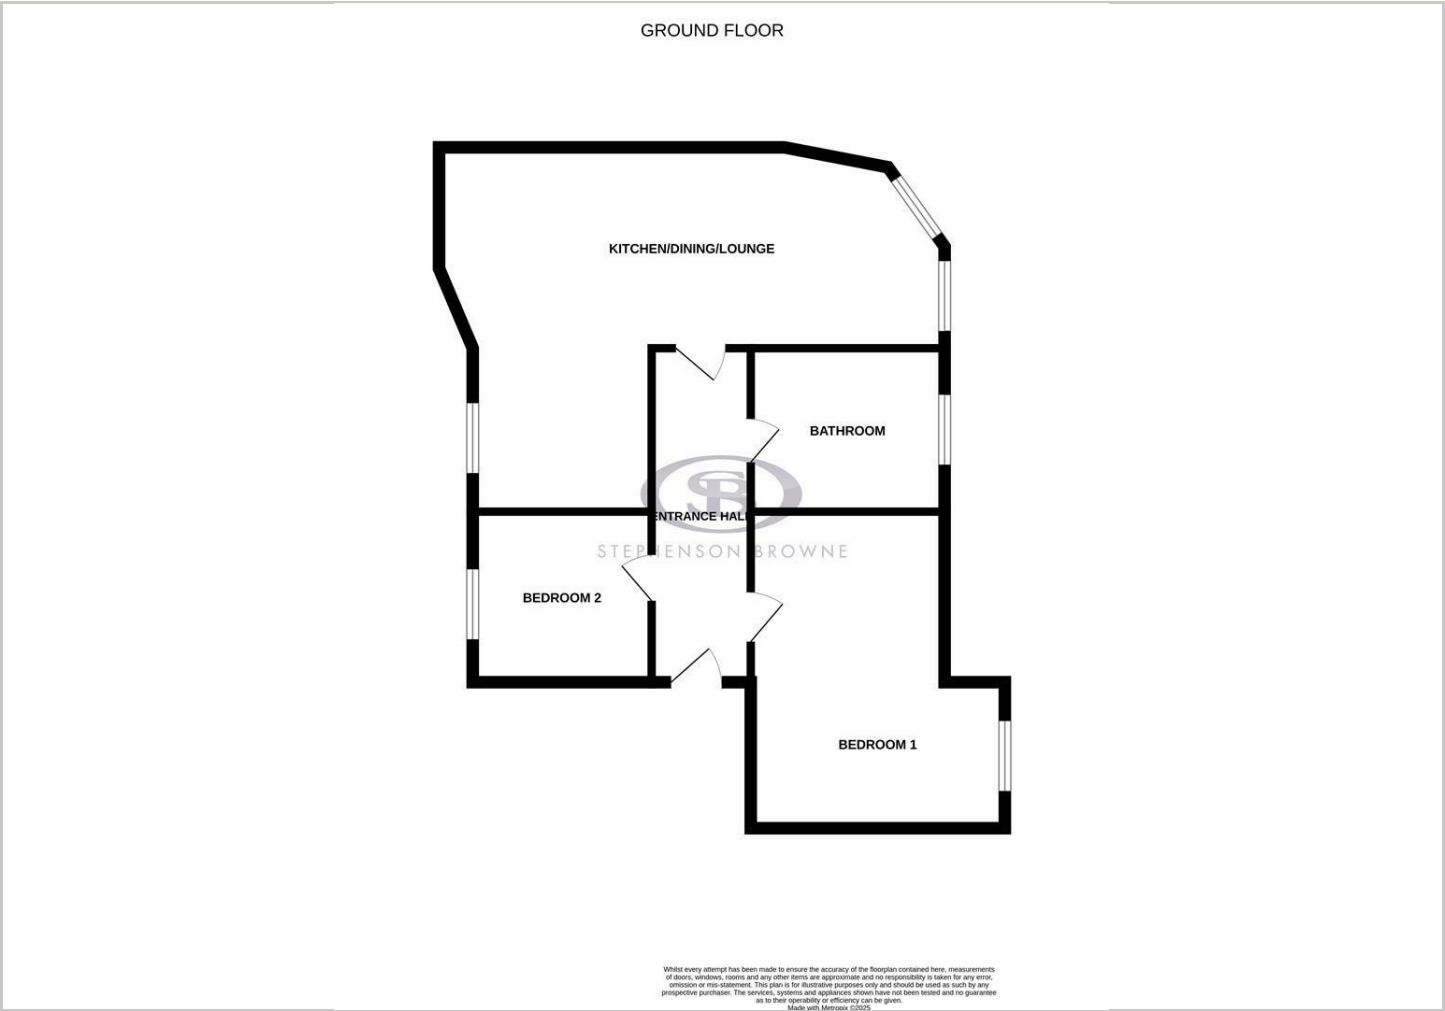 GROUND FLOOR
KITCHEN/DINING/LOUNGE
BATHROOM
SB
ENTRANCE HALL
STEPHENSON BROWNE
BEDROOM 2
BEDROOM 1
Whilst every attempt has been made to ensure the accuracy of the floorplan contained here, measurements
of doors, windows, rooms and any other items are approximate and no responsibility is taken for any error,
omission or mis-statement. This plan is for illustrative purposes only and should be used as such by any
prospective purchaser. The services, systems and appliances shown have not been tested and no guarantee
as to their operability or efficiency can be given.
Made with Metropix ©2025